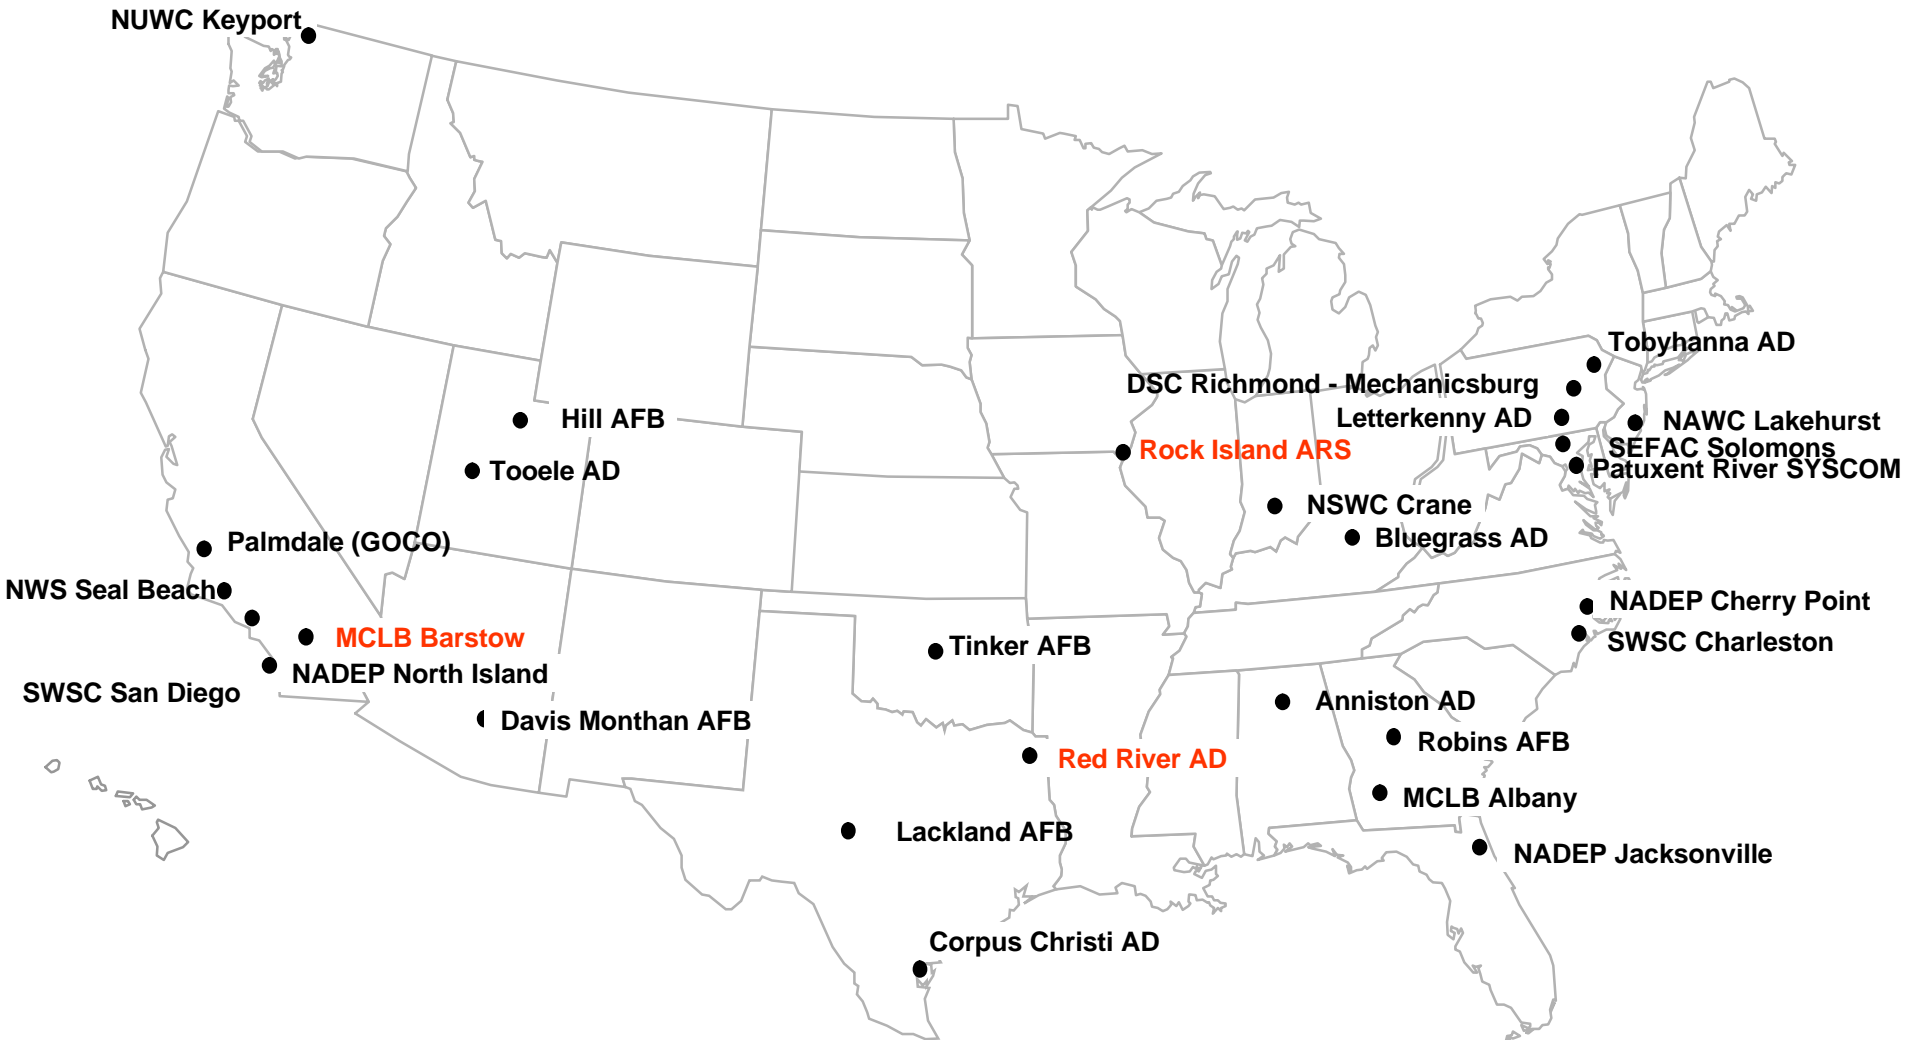 NUWC Keyport
Tobyhanna AD
DSC Richmond - Mechanicsburg
Letterkenny AD
NAWC Lakehurst
Hill AFB
SEFAC Solomons
Rock Island ARS
Patuxent River SYSCOM
Tooele AD
NSWC Crane
Bluegrass AD
Palmdale (GOCO)
NWS Seal Beach
NADEP Cherry Point
MCLB Barstow
SWSC Charleston
Tinker AFB
NADEP North Island
SWSC San Diego
Anniston AD
Davis Monthan AFB
Robins AFB
Red River AD
MCLB Albany
Lackland AFB
NADEP Jacksonville
Corpus Christi AD